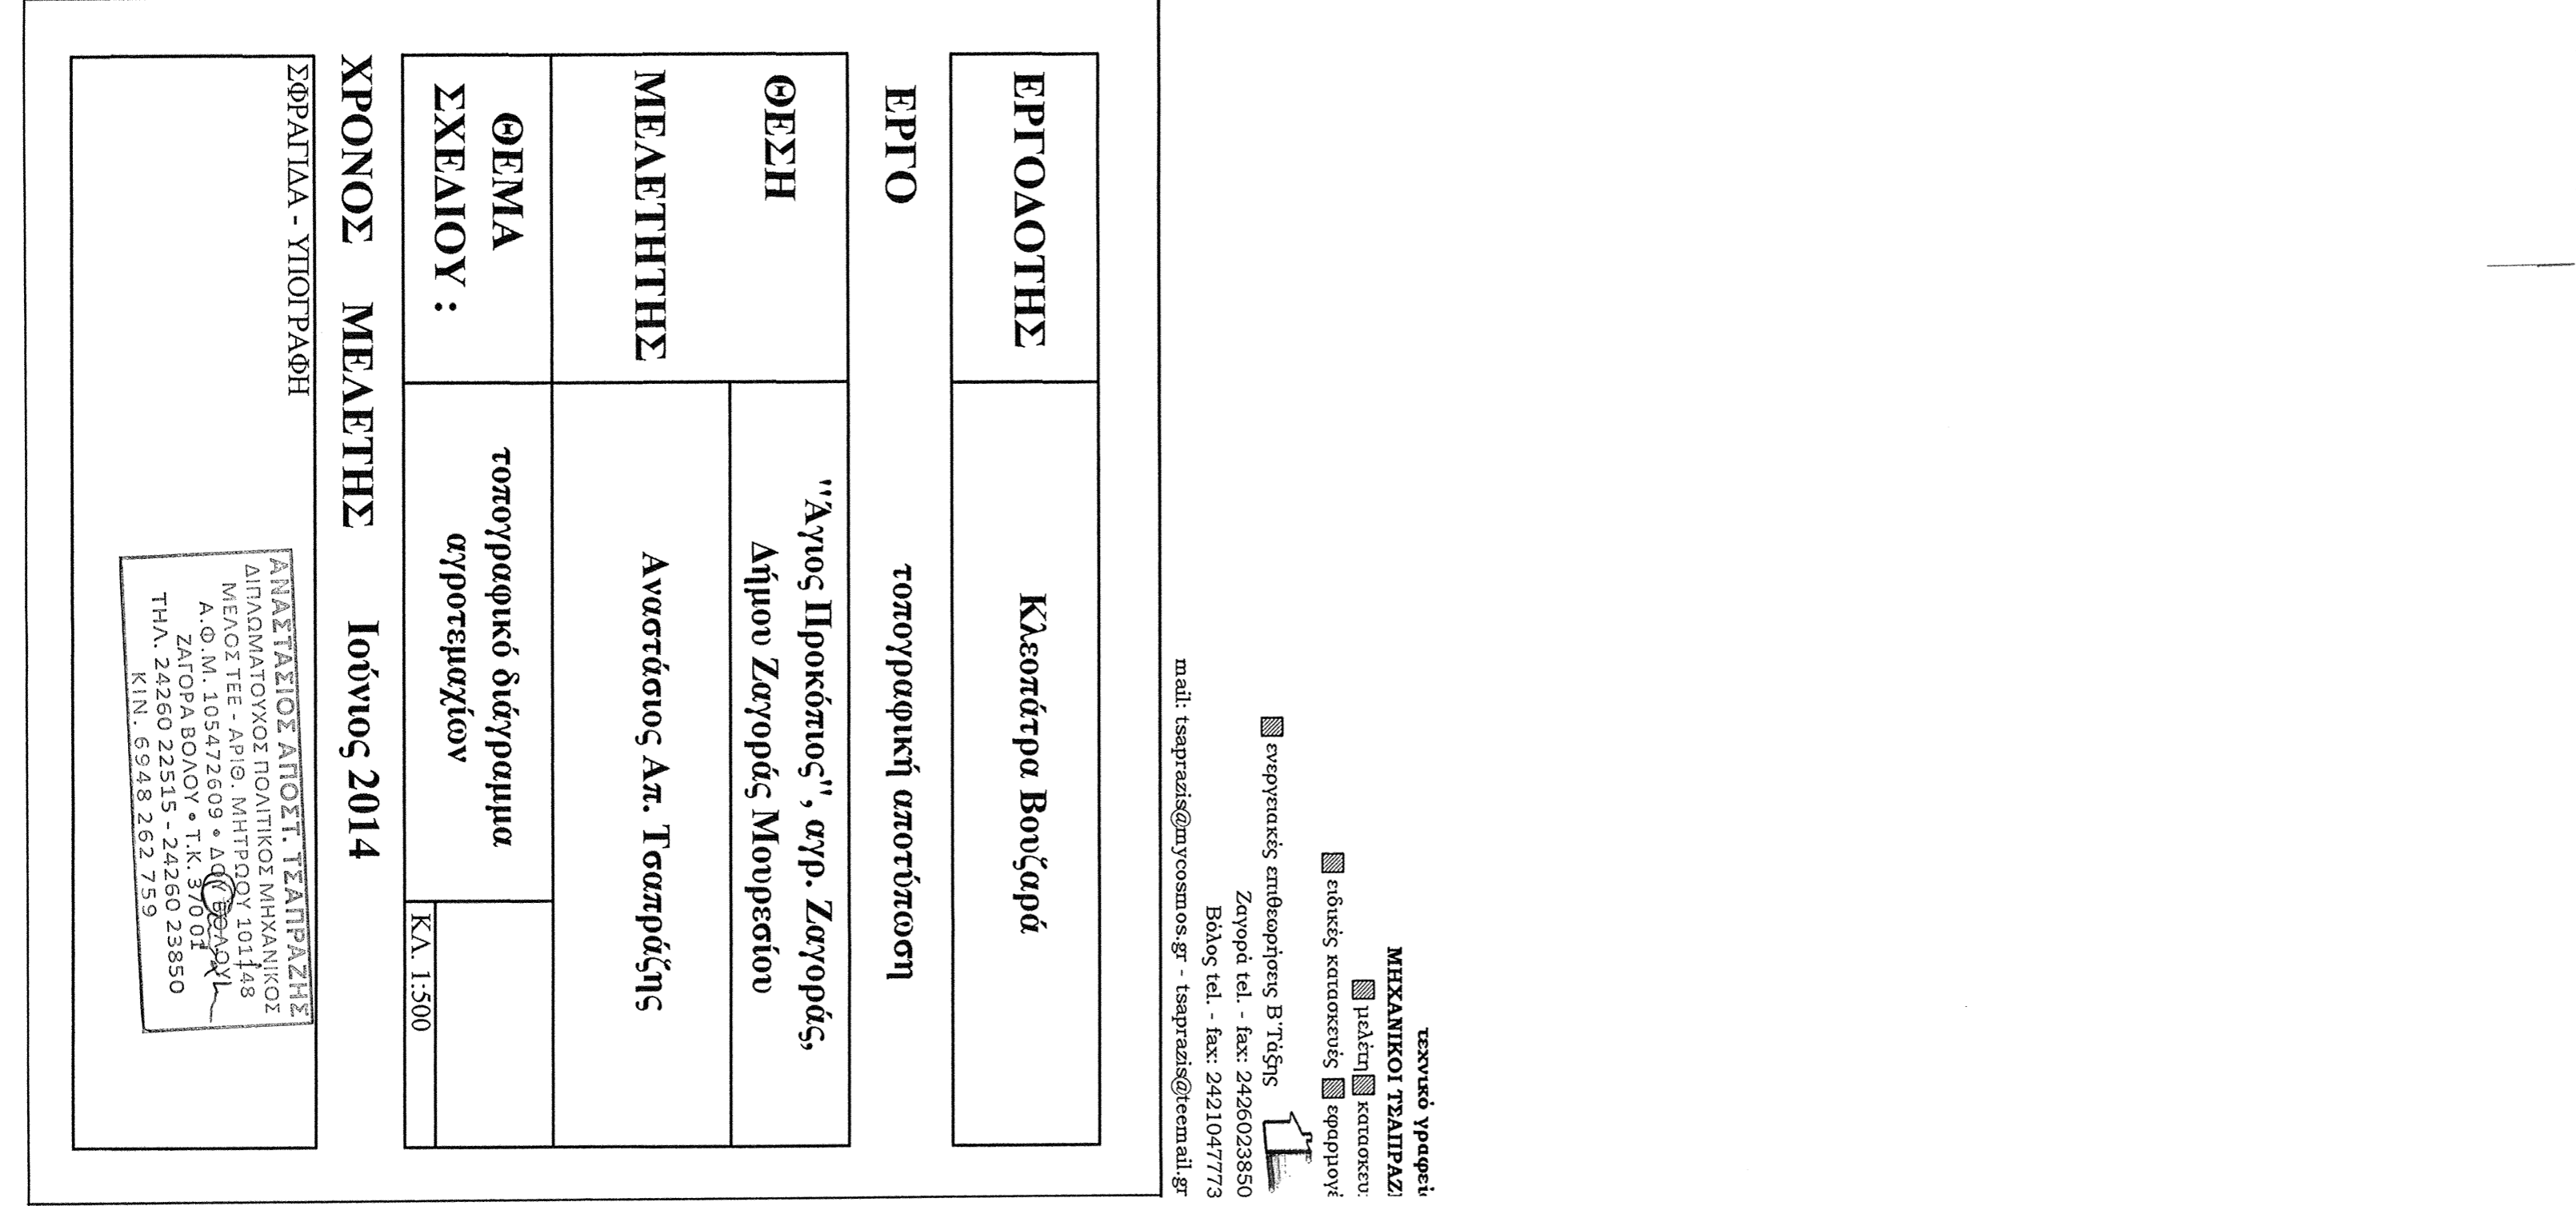 τεχνικό
ΜΗΧΑΝΙΚΟΙ
μελέτη
ειδικές κατασκευές
ενεργειακές επιθεωρήσεις Β'Τάξης
Ζαγορά tel. - fax: 2426023850
Βόλος tel. - fax: 2421047773
mail: tsaprazis@mycosmos.gr - tsaprazis@teemail.gr
ΕΡΓΟΔΟΤΗΣ Κλεοπάτρα Βουζαρά
ΕΡΓΟ τοπογραφική αποτύπωση
ΘΕΣΗ "Άγιος Προκόπιος", αγρ. Ζαγοράς,
Δήμου Ζαγοράς Μουρεσίου
ΜΕΛΕΤΗΤΗΣ Αναστάσιος Απ. Τσαπράζης
ΘΕΜΑ τοπογραφικό διάγραμμα
ΣΧΕΔΙΟΥ : αγροτεμαχίων
ΚΛ. 1:500
ΧΡΟΝΟΣ ΜΕΛΕΤΗΣ Ιούνιος 2014
ΣΦΡΑΓΙΔΑ - ΥΠΟΓΡΑΦΗ
ΑΝΑΣΤΑΣΙΟΣ ΑΠΟΣΤ. ΤΣΑΠΡΑΖΗΣ
ΔΙΠΛΩΜΑΤΟΥΧΟΣ ΠΟΛΙΤΙΚΟΣ ΜΗΧΑΝΙΚΟΣ
ΜΕΛΟΣ ΤΕΕ - ΑΡΙΘ. ΜΗΤΡΩΟΥ 101148
Α.Φ.Μ. 105472609 • ΔΟΥ ΒΟΛΟΥ
ΖΑΓΟΡΑ ΒΟΛΟΥ • Τ.Κ. 37001
ΤΗΛ. 24260 22515 - 24260 23850
ΚΙΝ. 6948 262 759